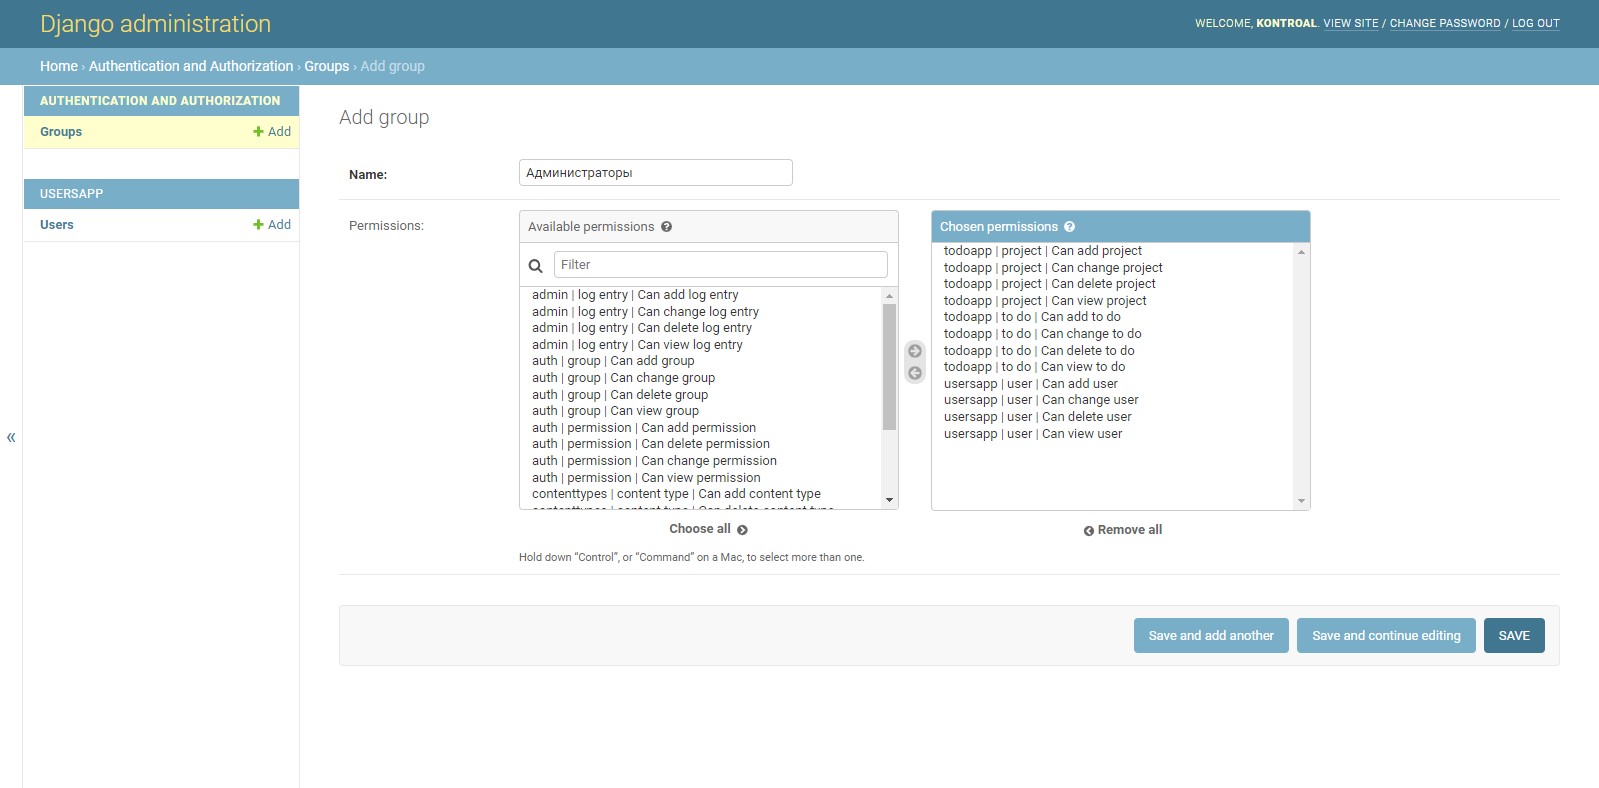 Django administration
WELCOME, KONTROAL. VIEW SITE / CHANGE PASSWORD / LOG OUT
Home › Authentication and Authorization › Groups › Add group
AUTHENTICATION AND AUTHORIZATION
Groups
Add
USERSAPP
Users
Add
«
Add group
Name:
Администраторы
Permissions:
Available permissions
Filter
admin | log entry | Can add log entry
admin | log entry | Can change log entry
admin | log entry | Can delete log entry
admin | log entry | Can view log entry
auth | group | Can add group
auth | group | Can change group
auth | group | Can delete group
auth | group | Can view group
auth | permission | Can add permission
auth | permission | Can delete permission
auth | permission | Can change permission
auth | permission | Can view permission
contenttypes | content type | Can add content type
contenttypes | content type | Can delete content type
Choose all
Hold down “Control”, or “Command” on a Mac, to select more than one.
Chosen permissions
todoapp | project | Can add project
todoapp | project | Can change project
todoapp | project | Can delete project
todoapp | project | Can view project
todoapp | to do | Can add to do
todoapp | to do | Can change to do
todoapp | to do | Can delete to do
todoapp | to do | Can view to do
usersapp | user | Can add user
usersapp | user | Can change user
usersapp | user | Can delete user
usersapp | user | Can view user
Remove all
Save and add another
Save and continue editing
SAVE